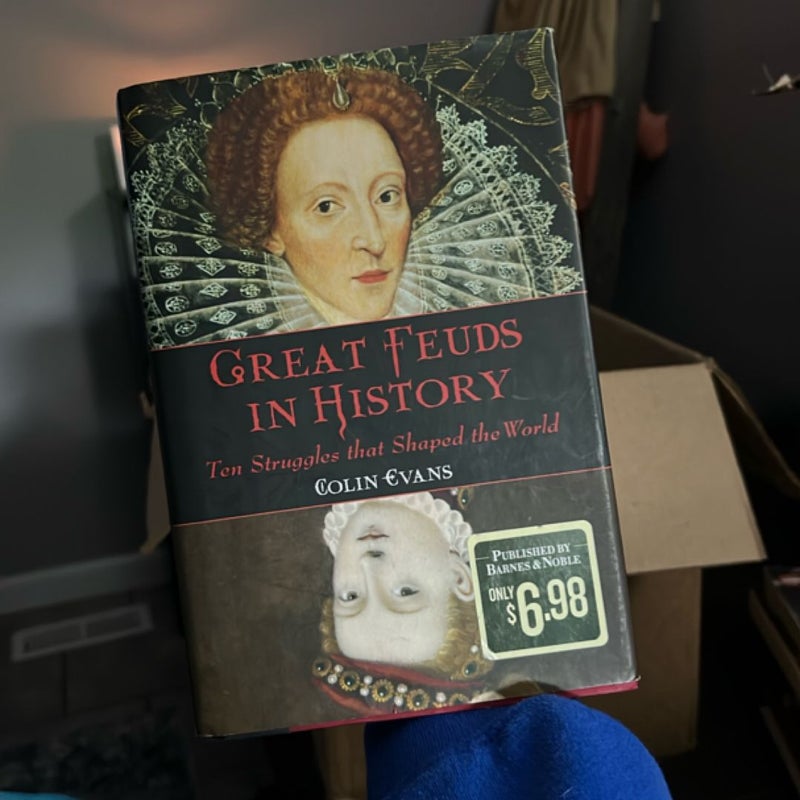 Great Feuds
in History
Ten Struggles that Shaped the World
Colin Evans
Published by
Barnes & Noble
ONLY
$6.98